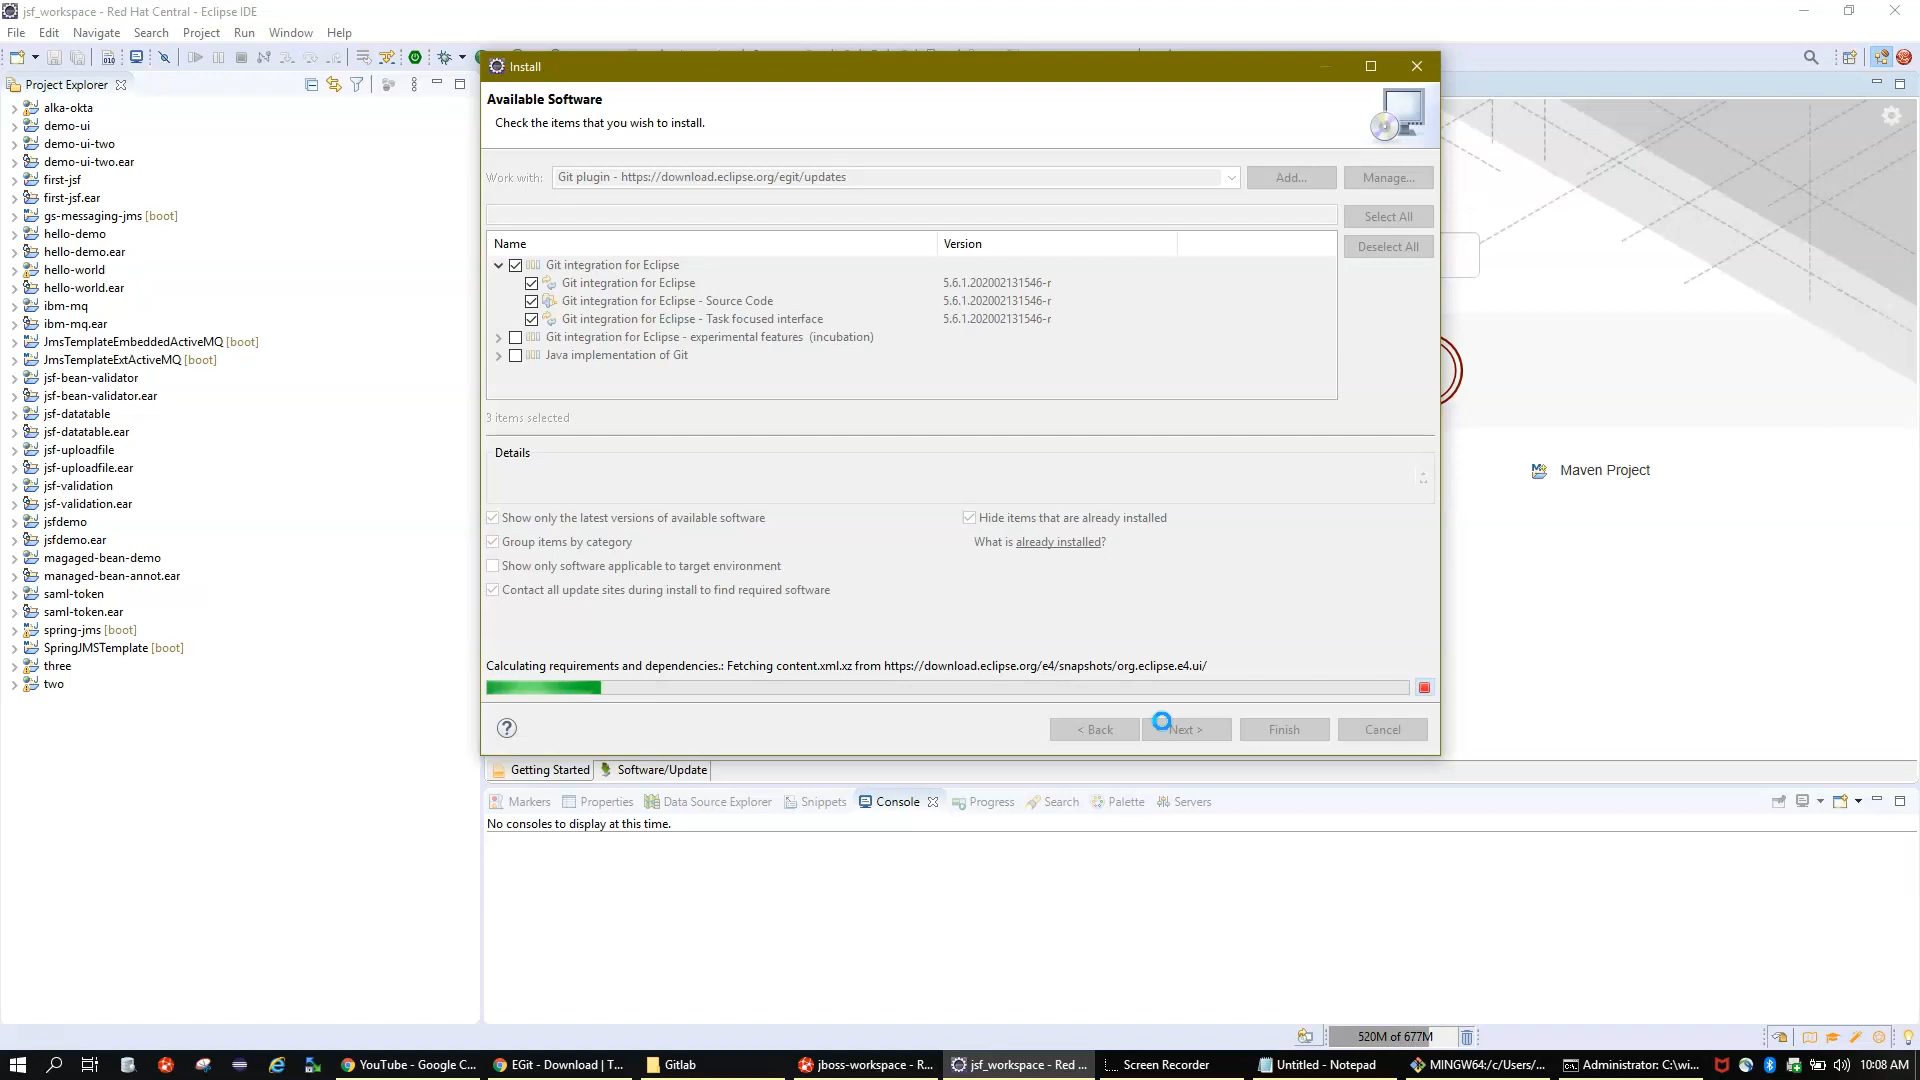 jsf_workspace - Red Hat Central - Eclipse IDE
File Edit Navigate Search Project Run Window Help
Project Explorer
alka-okta
demo-ui
demo-ui-two
demo-ui-two.ear
first-jsf
first-jsf.ear
gs-messaging-jms [boot]
hello-demo
hello-demo.ear
hello-world
hello-world.ear
ibm-mq
ibm-mq.ear
JmsTemplateEmbeddedActiveMQ [boot]
JmsTemplateExtActiveMQ [boot]
jsf-bean-validator
jsf-bean-validator.ear
jsf-datatable
jsf-datatable.ear
jsf-uploadfile
jsf-uploadfile.ear
jsf-validation
jsf-validation.ear
jsfdemo
jsfdemo.ear
magaged-bean-demo
managed-bean-annot.ear
saml-token
saml-token.ear
spring-jms [boot]
SpringJMSTemplate [boot]
three
two
Install
Available Software
Check the items that you wish to install.
Work with: Git plugin - https://download.eclipse.org/egit/updates Add... Manage...
Select All
Deselect All
Name Version
Git integration for Eclipse
Git integration for Eclipse 5.6.1.202002131546-r
Git integration for Eclipse - Source Code 5.6.1.202002131546-r
Git integration for Eclipse - Task focused interface 5.6.1.202002131546-r
Git integration for Eclipse - experimental features (incubation)
Java implementation of Git
3 items selected
Details
Show only the latest versions of available software Hide items that are already installed
Group items by category What is already installed?
Show only software applicable to target environment
Contact all update sites during install to find required software
Calculating requirements and dependencies.: Fetching content.xml.xz from https://download.eclipse.org/e4/snapshots/org.eclipse.e4.ui/
< Back Next > Finish Cancel
Maven Project
Getting Started Software/Update
Markers Properties Data Source Explorer Snippets Console Progress Search Palette Servers
No consoles to display at this time.
520M of 677M
YouTube - Google C... EGit - Download | T... Gitlab jboss-workspace - R... jsf_workspace - Red ... Screen Recorder Untitled - Notepad MINGW64:/c/Users/... Administrator: C:\wi... 10:08 AM